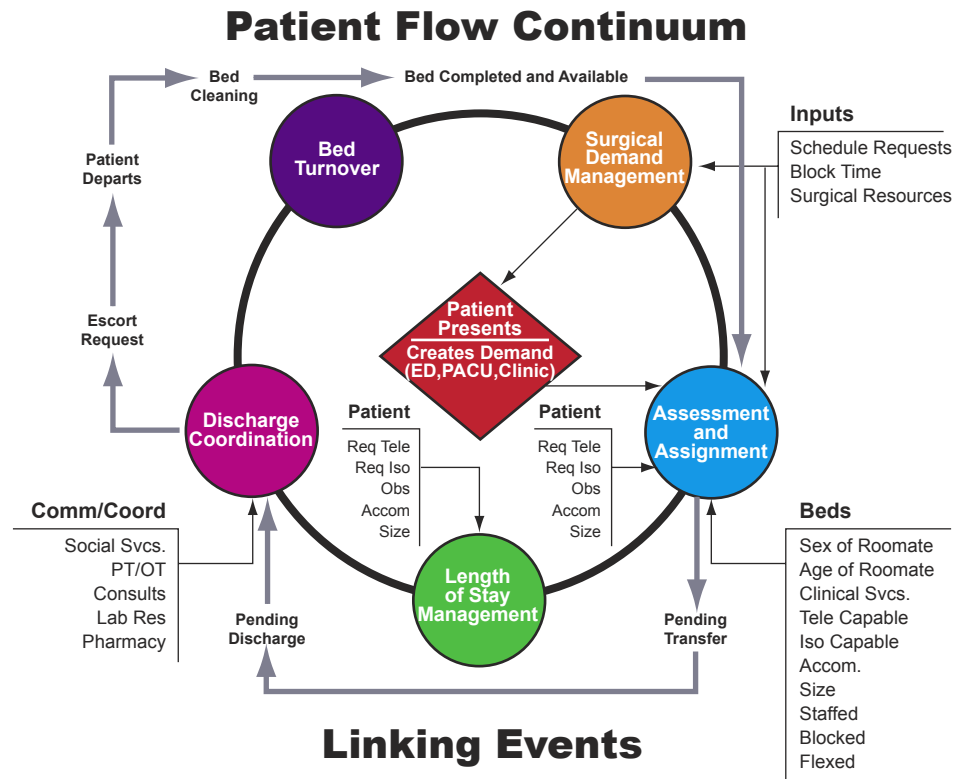 Patient Flow Continuum
Bed
Cleaning
Bed Completed and Available
Inputs
Schedule Requests
Block Time
Surgical Resources
Bed
Turnover
Surgical
Demand
Management
Patient
Departs
Patient
Presents
Creates Demand
(ED,PACU,Clinic)
Escort
Request
Discharge
Coordination
Patient
Req Tele
Req Iso
Obs
Accom
Size
Patient
Req Tele
Req Iso
Obs
Accom
Size
Assessment
and
Assignment
Comm/Coord
Social Svcs.
PT/OT
Consults
Lab Res
Pharmacy
Pending
Discharge
Length
of Stay
Management
Pending
Transfer
Beds
Sex of Roomate
Age of Roomate
Clinical Svcs.
Tele Capable
Iso Capable
Accom.
Size
Staffed
Blocked
Flexed
Linking Events